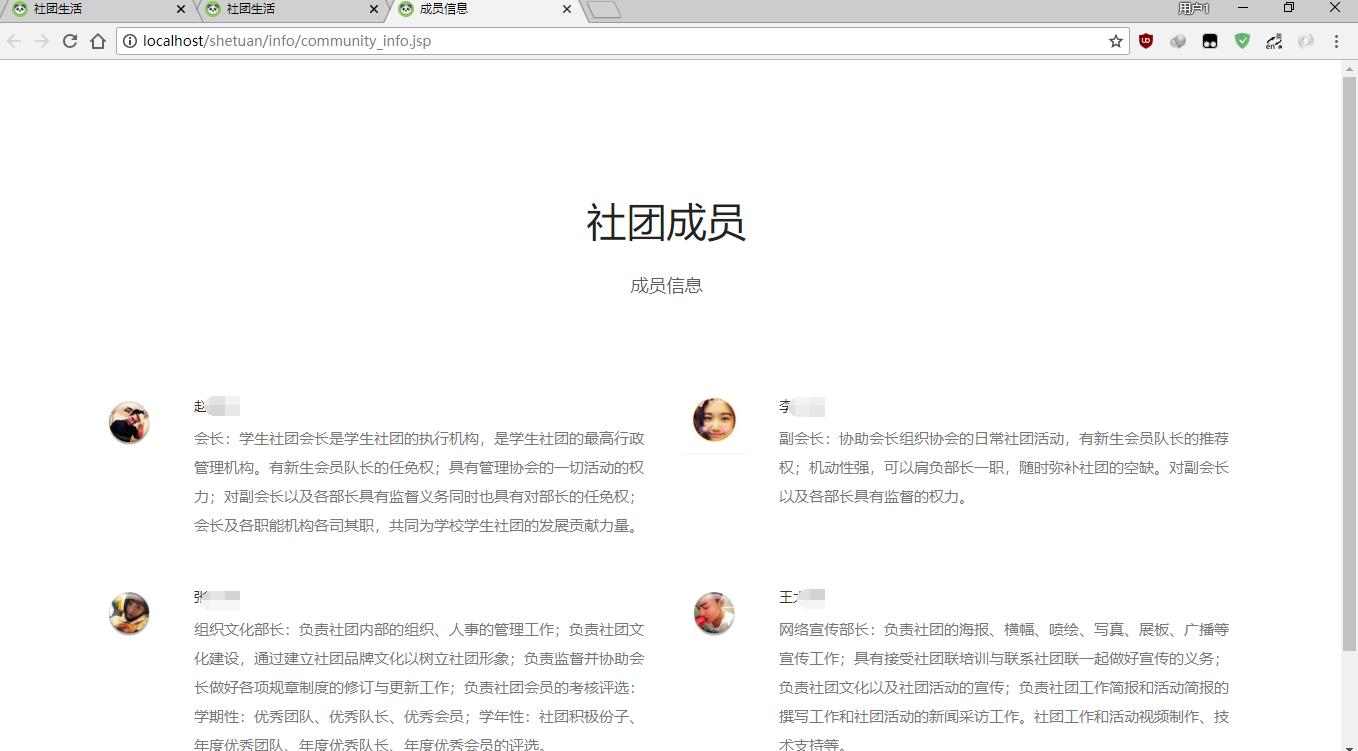 社团生活
社团生活
成员信息
用户1
localhost/shetuan/info/community_info.jsp
en
社团成员
成员信息
赵
会长：学生社团会长是学生社团的执行机构，是学生社团的最高行政
管理机构。有新生会员队长的任免权；具有管理协会的一切活动的权
力；对副会长以及各部长具有监督义务同时也具有对部长的任免权；
会长及各职能机构各司其职，共同为学校学生社团的发展贡献力量。
李
副会长：协助会长组织协会的日常社团活动，有新生会员队长的推荐
权；机动性强，可以肩负部长一职，随时弥补社团的空缺。对副会长
以及各部长具有监督的权力。
张
组织文化部长：负责社团内部的组织、人事的管理工作；负责社团文
化建设，通过建立社团品牌文化以树立社团形象；负责监督并协助会
长做好各项规章制度的修订与更新工作；负责社团会员的考核评选：
学期性：优秀团队、优秀队长、优秀会员；学年性：社团积极份子、
年度优秀团队、年度优秀队长、年度优秀会员的评选。
王
网络宣传部长：负责社团的海报、横幅、喷绘、写真、展板、广播等
宣传工作；具有接受社团联培训与联系社团联一起做好宣传的义务；
负责社团文化以及社团活动的宣传；负责社团工作简报和活动简报的
撰写工作和社团活动的新闻采访工作。社团工作和活动视频制作、技
术支持等。